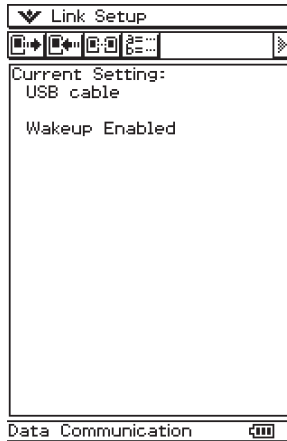 Link Setup
Current Setting:
USB cable
Wakeup Enabled
Data Communication